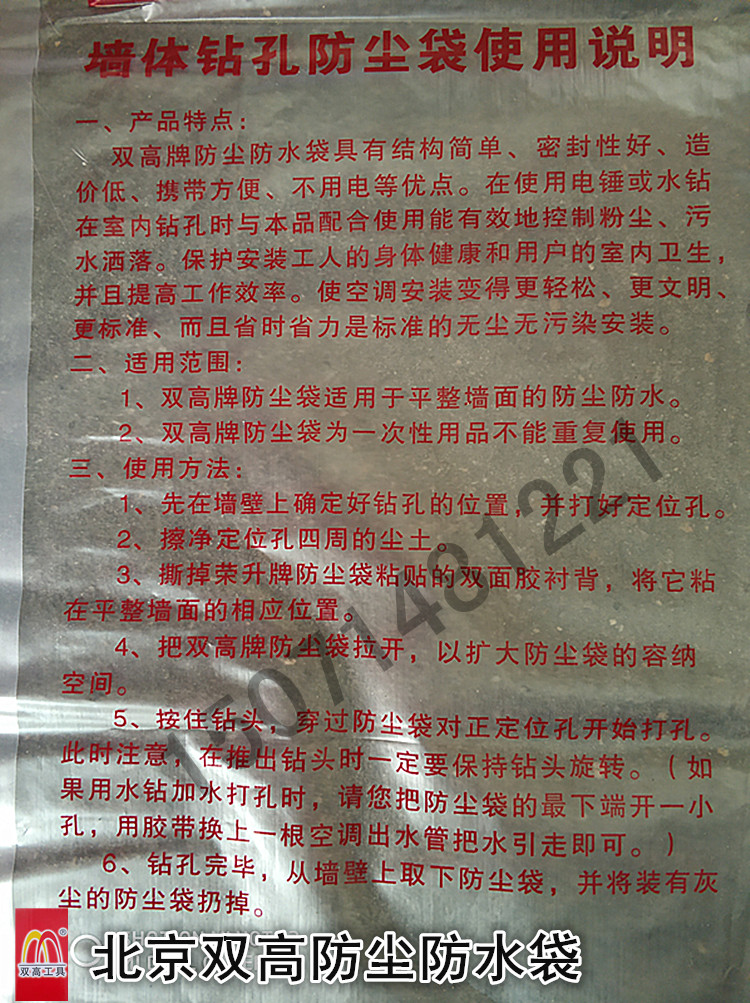 墙体钻孔防尘袋使用说明
一、产品特点：
双高牌防尘防水袋具有结构简单、密封性好、造
价低、携带方便、不用电等优点。在使用电锤或水钻
在室内钻孔时与本品配合使用能有效地控制粉尘、污
水洒落。保护安装工人的身体健康和用户的室内卫生，
并且提高工作效率。使空调安装变得更轻松、更文明、
更标准、而且省时省力是标准的无尘无污染安装。
二、适用范围：
1、双高牌防尘袋适用于平整墙面的防尘防水。
2、双高牌防尘袋为一次性用品不能重复使用。
三、使用方法：
1、先在墙壁上确定好钻孔的位置，并打好定位孔。
2、擦净定位孔四周的尘土。
3、撕掉荣升牌防尘袋粘贴的双面胶衬背，将它粘
在平整墙面的相应位置。
4、把双高牌防尘袋拉开，以扩大防尘袋的容纳
空间。
5、按住钻头，穿过防尘袋对正定位孔开始打孔。
此时注意，在推出钻头时一定要保持钻头旋转。（如
果用水钻加水打孔时，请您把防尘袋的最下端开一小
孔，用胶带换上一根空调出水管把水引走即可。）
6、钻孔完毕，从墙壁上取下防尘袋，并将装有灰
尘的防尘袋扔掉。
15071481221
双高工具
北京双高防尘防水袋